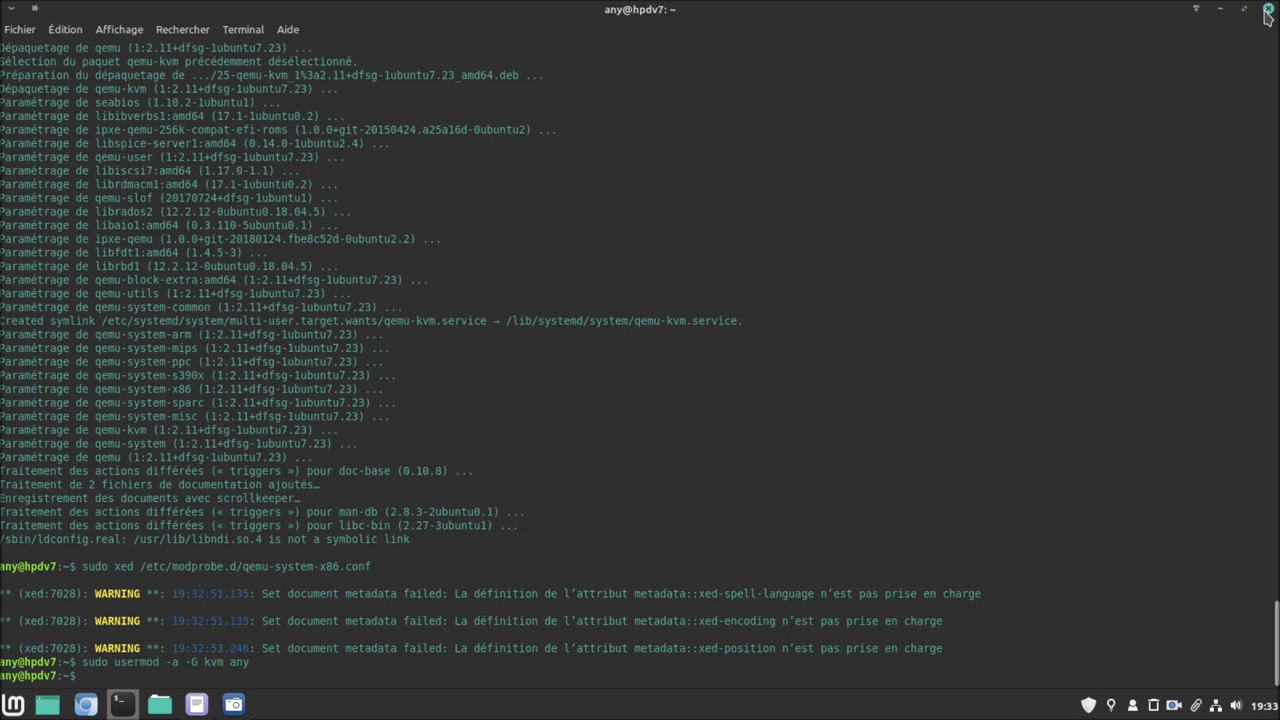 any@hpdv7: ~
Fichier Édition Affichage Rechercher Terminal Aide
Dépaquetage de qemu (1:2.11+dfsg-1ubuntu7.23) ...
Sélection du paquet qemu-kvm précédemment désélectionné.
Préparation du dépaquetage de .../25-qemu-kvm_1%3a2.11+dfsg-1ubuntu7.23_amd64.deb ...
Dépaquetage de qemu-kvm (1:2.11+dfsg-1ubuntu7.23) ...
Paramétrage de seabios (1.10.2-1ubuntu1) ...
Paramétrage de libibverbs1:amd64 (17.1-1ubuntu0.2) ...
Paramétrage de ipxe-qemu-256k-compat-efi-roms (1.0.0+git-20150424.a25a16d-0ubuntu2) ...
Paramétrage de libspice-server1:amd64 (0.14.0-1ubuntu2.4) ...
Paramétrage de qemu-user (1:2.11+dfsg-1ubuntu7.23) ...
Paramétrage de libiscsi7:amd64 (1.17.0-1.1) ...
Paramétrage de librdmacm1:amd64 (17.1-1ubuntu0.2) ...
Paramétrage de qemu-slof (20170724+dfsg-1ubuntu1) ...
Paramétrage de librados2 (12.2.12-0ubuntu0.18.04.5) ...
Paramétrage de libaio1:amd64 (0.3.110-5ubuntu0.1) ...
Paramétrage de ipxe-qemu (1.0.0+git-20180124.fbe8c52d-0ubuntu2.2) ...
Paramétrage de libfdt1:amd64 (1.4.5-3) ...
Paramétrage de librbd1 (12.2.12-0ubuntu0.18.04.5) ...
Paramétrage de qemu-block-extra:amd64 (1:2.11+dfsg-1ubuntu7.23) ...
Paramétrage de qemu-utils (1:2.11+dfsg-1ubuntu7.23) ...
Paramétrage de qemu-system-common (1:2.11+dfsg-1ubuntu7.23) ...
Created symlink /etc/systemd/system/multi-user.target.wants/qemu-kvm.service → /lib/systemd/system/qemu-kvm.service.
Paramétrage de qemu-system-arm (1:2.11+dfsg-1ubuntu7.23) ...
Paramétrage de qemu-system-mips (1:2.11+dfsg-1ubuntu7.23) ...
Paramétrage de qemu-system-ppc (1:2.11+dfsg-1ubuntu7.23) ...
Paramétrage de qemu-system-s390x (1:2.11+dfsg-1ubuntu7.23) ...
Paramétrage de qemu-system-x86 (1:2.11+dfsg-1ubuntu7.23) ...
Paramétrage de qemu-system-sparc (1:2.11+dfsg-1ubuntu7.23) ...
Paramétrage de qemu-system-misc (1:2.11+dfsg-1ubuntu7.23) ...
Paramétrage de qemu-kvm (1:2.11+dfsg-1ubuntu7.23) ...
Paramétrage de qemu-system (1:2.11+dfsg-1ubuntu7.23) ...
Paramétrage de qemu (1:2.11+dfsg-1ubuntu7.23) ...
Traitement des actions différées (« triggers ») pour doc-base (0.10.8) ...
Traitement de 2 fichiers de documentation ajoutés…
Enregistrement des documents avec scrollkeeper…
Traitement des actions différées (« triggers ») pour man-db (2.8.3-2ubuntu0.1) ...
Traitement des actions différées (« triggers ») pour libc-bin (2.27-3ubuntu1) ...
/sbin/ldconfig.real: /usr/lib/libndi.so.4 is not a symbolic link
any@hpdv7:~$ sudo xed /etc/modprobe.d/qemu-system-x86.conf
** (xed:7028): WARNING **: 19:32:51.135: Set document metadata failed: La définition de l’attribut metadata::xed-spell-language n’est pas prise en charge
** (xed:7028): WARNING **: 19:32:51.135: Set document metadata failed: La définition de l’attribut metadata::xed-encoding n’est pas prise en charge
** (xed:7028): WARNING **: 19:32:53.246: Set document metadata failed: La définition de l’attribut metadata::xed-position n’est pas prise en charge
any@hpdv7:~$ sudo usermod -a -G kvm any
any@hpdv7:~$
19:33